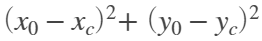 (x₀ − x꜀)² + (y₀ − y꜀)²